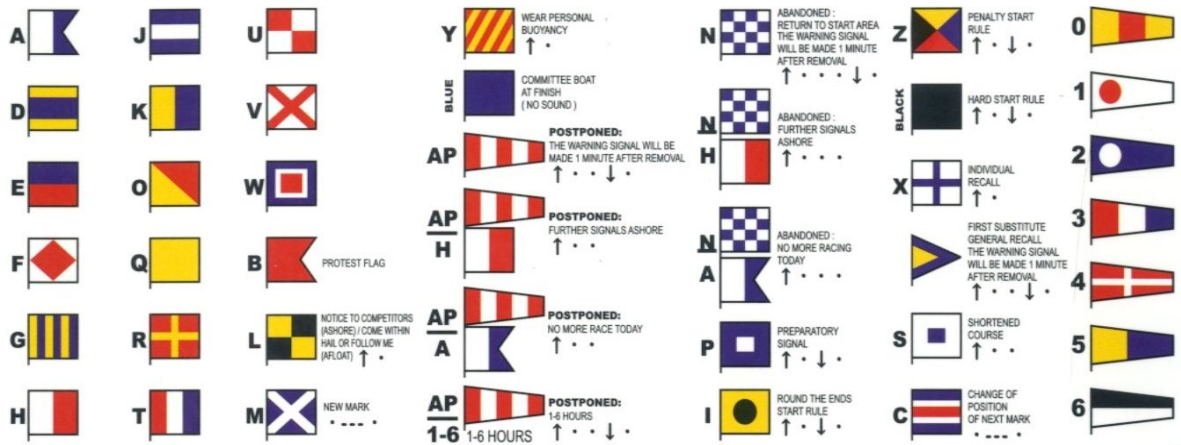 A
D
E
F
G
H
J
K
O
Q
R
T
U
V
W
B PROTEST FLAG
L NOTICE TO COMPETITORS
(ASHORE) / COME WITHIN
HAIL OR FOLLOW ME
(AFLOAT)
M NEW MARK
Y WEAR PERSONAL
BUOYANCY
BLUE COMMITTEE BOAT
AT FINISH
( NO SOUND )
AP POSTPONED:
THE WARNING SIGNAL WILL BE
MADE 1 MINUTE AFTER REMOVAL
AP
H
POSTPONED:
FURTHER SIGNALS ASHORE
AP
A
POSTPONED:
NO MORE RACE TODAY
AP
1-6
1-6 HOURS
POSTPONED:
1-6 HOURS
N ABANDONED :
RETURN TO START AREA
THE WARNING SIGNAL
WILL BE MADE 1 MINUTE
AFTER REMOVAL
N
H
ABANDONED :
FURTHER SIGNALS
ASHORE
N
A
ABANDONED :
NO MORE RACING
TODAY
P PREPARATORY
SIGNAL
I ROUND THE ENDS
START RULE
Z PENALTY START
RULE
BLACK HARD START RULE
X INDIVIDUAL
RECALL
FIRST SUBSTITUTE
GENERAL RECALL
THE WARNING SIGNAL
WILL BE MADE 1 MINUTE
AFTER REMOVAL
S SHORTENED
COURSE
C CHANGE OF
POSITION
OF NEXT MARK
0
1
2
3
4
5
6